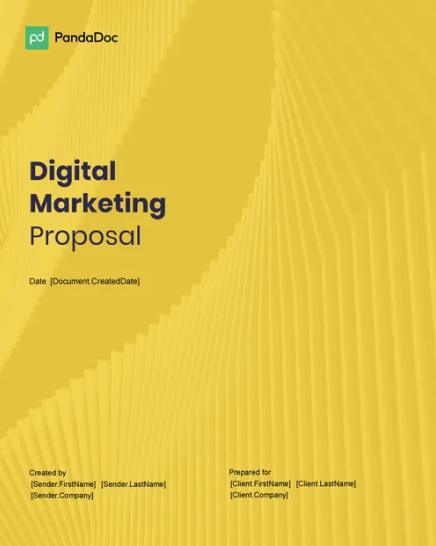 pd PandaDoc
Digital
Marketing
Proposal
Date [Document.CreatedDate]
Created by
[Sender.FirstName] [Sender.LastName]
[Sender.Company]
Prepared for
[Client.FirstName] [Client.LastName]
[Client.Company]